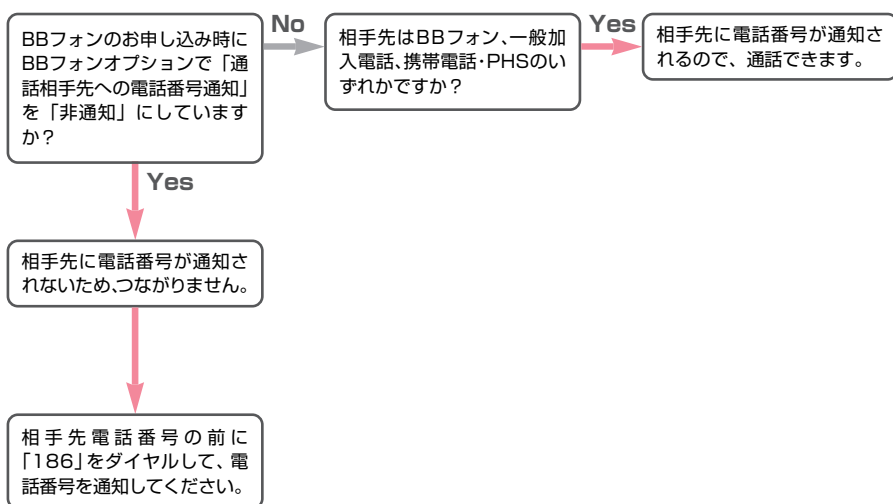 BBフォンのお申し込み時に
BBフォンオプションで「通
話相手先への電話番号通知」
を「非通知」にしています
か？
No
相手先はBBフォン、一般加
入電話、携帯電話・PHSのい
ずれかですか？
Yes
相手先に電話番号が通知さ
れるので、通話できます。
Yes
相手先に電話番号が通知さ
れないため、つながりません。
相手先電話番号の前に
「186」をダイヤルして、電
話番号を通知してください。